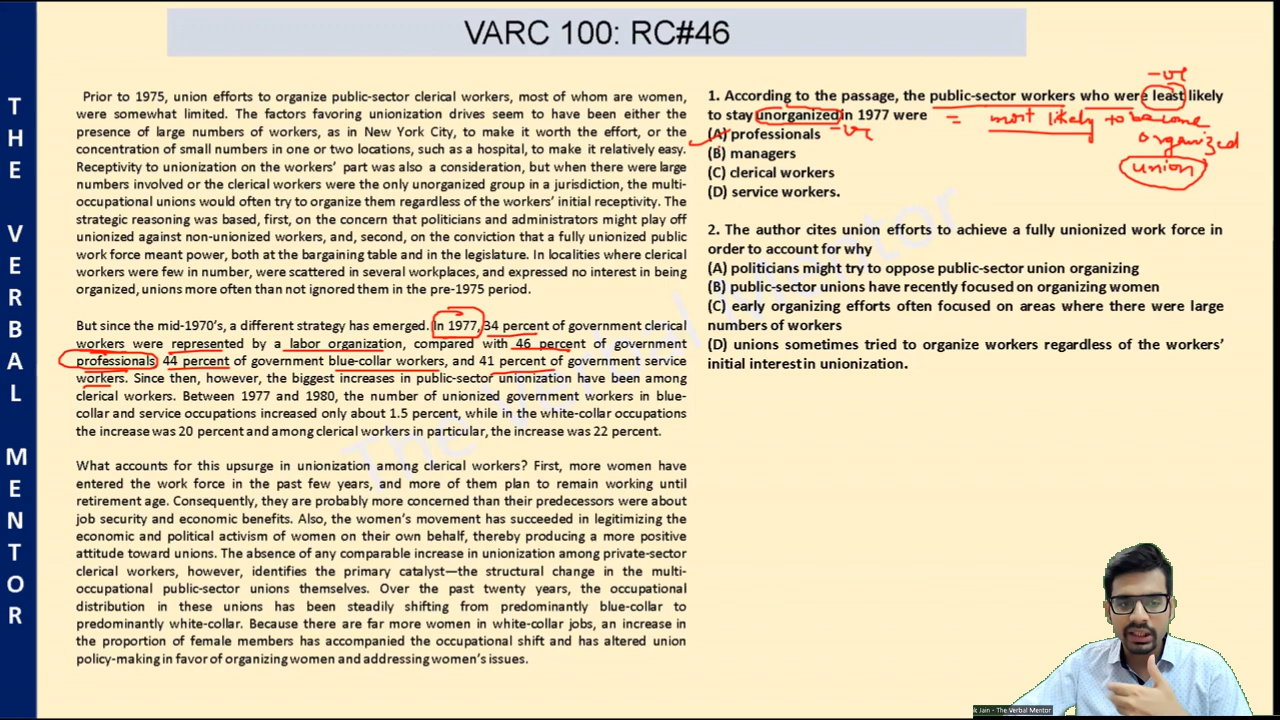 VARC 100: RC#46
THE VERBAL MENTOR
Prior to 1975, union efforts to organize public-sector clerical workers, most of whom are women,
were somewhat limited. The factors favoring unionization drives seem to have been either the
presence of large numbers of workers, as in New York City, to make it worth the effort, or the
concentration of small numbers in one or two locations, such as a hospital, to make it relatively easy.
Receptivity to unionization on the workers' part was also a consideration, but when there were large
numbers involved or the clerical workers were the only unorganized group in a jurisdiction, the multi-
occupational unions would often try to organize them regardless of the workers' initial receptivity. The
strategic reasoning was based, first, on the concern that politicians and administrators might play off
unionized against non-unionized workers, and, second, on the conviction that a fully unionized public
work force meant power, both at the bargaining table and in the legislature. In localities where clerical
workers were few in number, were scattered in several workplaces, and expressed no interest in being
organized, unions more often than not ignored them in the pre-1975 period.
But since the mid-1970's, a different strategy has emerged. In 1977, 34 percent of government clerical
workers were represented by a labor organization, compared with 46 percent of government
professionals, 44 percent of government blue-collar workers, and 41 percent of government service
workers. Since then, however, the biggest increases in public-sector unionization have been among
clerical workers. Between 1977 and 1980, the number of unionized government workers in blue-
collar and service occupations increased only about 1.5 percent, while in the white-collar occupations
the increase was 20 percent and among clerical workers in particular, the increase was 22 percent.
What accounts for this upsurge in unionization among clerical workers? First, more women have
entered the work force in the past few years, and more of them plan to remain working until
retirement age. Consequently, they are probably more concerned than their predecessors were about
job security and economic benefits. Also, the women's movement has succeeded in legitimizing the
economic and political activism of women on their own behalf, thereby producing a more positive
attitude toward unions. The absence of any comparable increase in unionization among private-sector
clerical workers, however, identifies the primary catalyst—the structural change in the multi-
occupational public-sector unions themselves. Over the past twenty years, the occupational
distribution in these unions has been steadily shifting from predominantly blue-collar to
predominantly white-collar. Because there are far more women in white-collar jobs, an increase in
the proportion of female members has accompanied the occupational shift and has altered union
policy-making in favor of organizing women and addressing women's issues.
-ve
1. According to the passage, the public-sector workers who were least likely
to stay unorganized in 1977 were
= most likely to become
organized
union
-ve
(A) professionals
(B) managers
(C) clerical workers
(D) service workers.
2. The author cites union efforts to achieve a fully unionized work force in
order to account for why
(A) politicians might try to oppose public-sector union organizing
(B) public-sector unions have recently focused on organizing women
(C) early organizing efforts often focused on areas where there were large
numbers of workers
(D) unions sometimes tried to organize workers regardless of the workers'
initial interest in unionization.
The Verbal Mentor
Jain - The Verbal Mentor